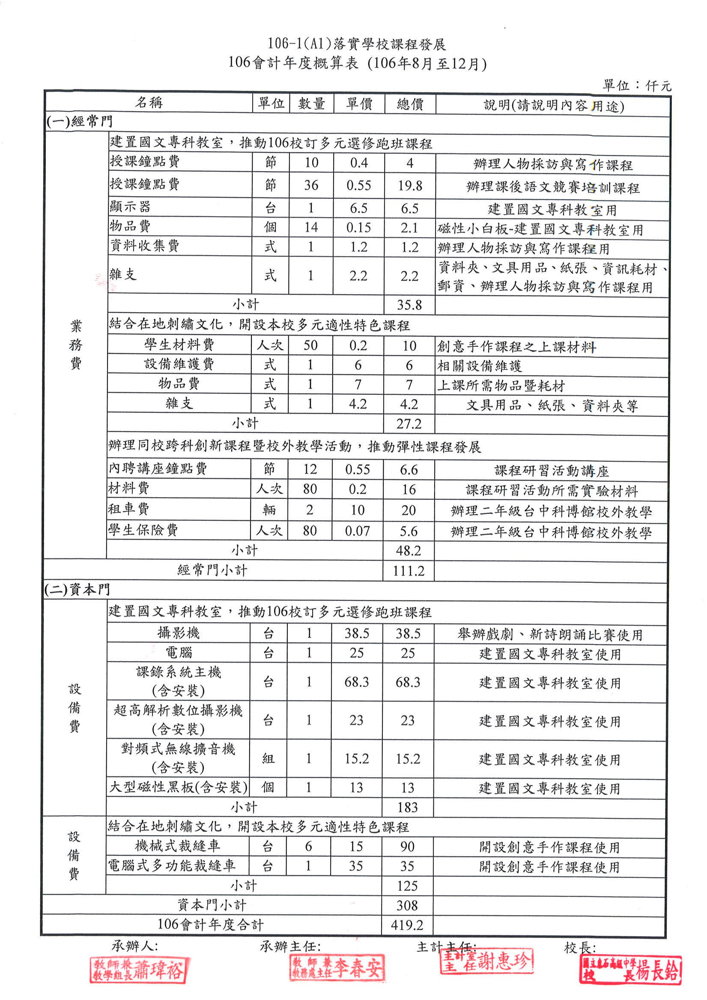 106-1(A1)落實學校課程發展
106會計年度概算表 (106年8月至12月)
單位：仟元
名稱 單位 數量 單價 總價 說明(請說明內容用途)
(一)經常門
業務費
建置國文專科教室，推動106校訂多元選修跑班課程
授課鐘點費 節 10 0.4 4 辦理人物採訪與寫作課程
授課鐘點費 節 36 0.55 19.8 辦理課後語文競賽培訓課程
顯示器 台 1 6.5 6.5 建置國文專科教室用
物品費 個 14 0.15 2.1 磁性小白板-建置國文專科教室用
資料收集費 式 1 1.2 1.2 辦理人物採訪與寫作課程用
雜支 式 1 2.2 2.2 資料夾、文具用品、紙張、資訊耗材、
郵資、辦理人物採訪與寫作課程用
小計 35.8
結合在地刺繡文化，開設本校多元適性特色課程
學生材料費 人次 50 0.2 10 創意手作課程之上課材料
設備維護費 式 1 6 6 相關設備維護
物品費 式 1 7 7 上課所需物品暨耗材
雜支 式 1 4.2 4.2 文具用品、紙張、資料夾等
小計 27.2
辦理同校跨科創新課程暨校外教學活動，推動彈性課程發展
內聘講座鐘點費 節 12 0.55 6.6 課程研習活動講座
材料費 人次 80 0.2 16 課程研習活動所需實驗材料
租車費 輛 2 10 20 辦理二年級台中科博館校外教學
學生保險費 人次 80 0.07 5.6 辦理二年級台中科博館校外教學
小計 48.2
經常門小計 111.2
(二)資本門
設備費
建置國文專科教室，推動106校訂多元選修跑班課程
攝影機 台 1 38.5 38.5 舉辦戲劇、新詩朗誦比賽使用
電腦 台 1 25 25 建置國文專科教室使用
課錄系統主機
(含安裝) 台 1 68.3 68.3 建置國文專科教室使用
超高解析數位攝影機
(含安裝) 台 1 23 23 建置國文專科教室使用
對頻式無線擴音機
(含安裝) 組 1 15.2 15.2 建置國文專科教室使用
大型磁性黑板(含安裝) 個 1 13 13 建置國文專科教室使用
小計 183
設備費
結合在地刺繡文化，開設本校多元適性特色課程
機械式裁縫車 台 6 15 90 開設創意手作課程使用
電腦式多功能裁縫車 台 1 35 35 開設創意手作課程使用
小計 125
資本門小計 308
106會計年度合計 419.2
承辦人: 承辦主任: 主計主任: 校長:
教師兼
教學組長 蕭瑋裕
教師兼
教務處主任 李春安
主計室
主任 謝惠珍
高級中學
校長 楊長鈶